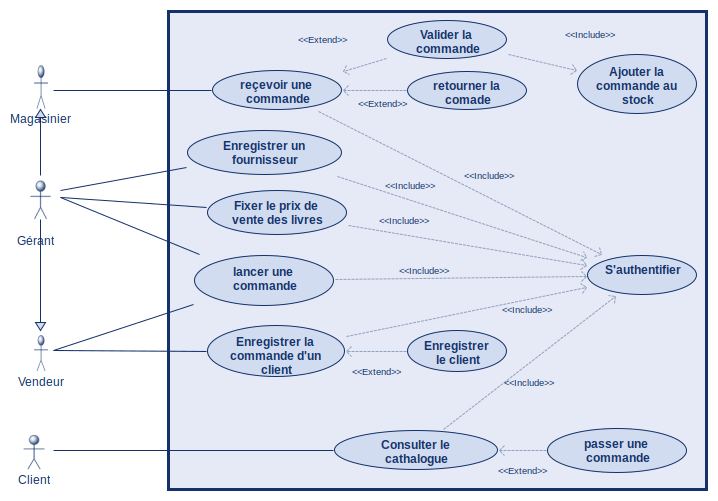 Valider la
commande
<<Extend>>
<<Include>>
Ajouter la
commande au
stock
reçevoir une
commande
retourner la
comade
<<Extend>>
Magasinier
Enregistrer un
fournisseur
<<Include>>
<<Include>>
Fixer le prix de
vente des livres
<<Include>>
Gérant
lancer une
commande
<<Include>>
S'authentifier
<<Include>>
Enregistrer la
commande d'un
client
Enregistrer
le client
<<Extend>>
Vendeur
<<Include>>
Consulter le
cathalogue
passer une
commande
<<Extend>>
Client